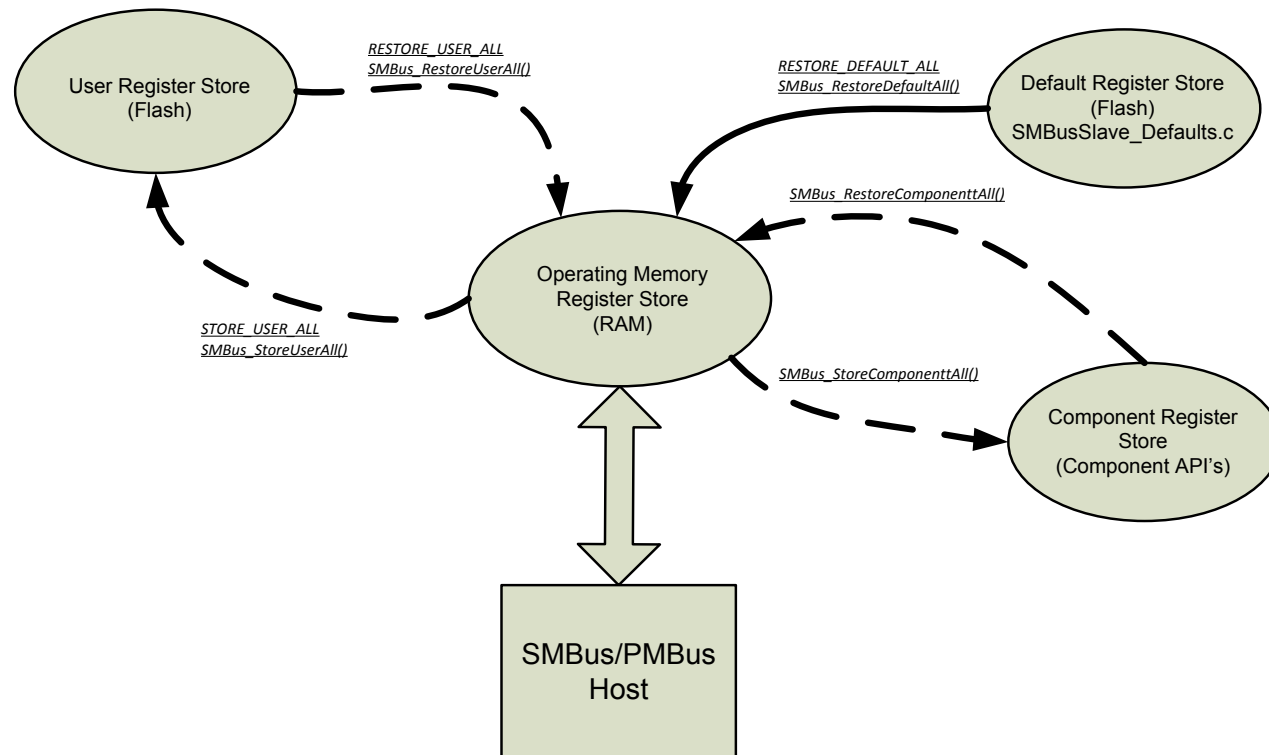 RESTORE_USER_ALL
SMBus_RestoreUserAll()
User Register Store
(Flash)
RESTORE_DEFAULT_ALL
SMBus_RestoreDefaultAll()
Default Register Store
(Flash)
SMBusSlave_Defaults.c
SMBus_RestoreComponenttAll()
Operating Memory
Register Store
(RAM)
STORE_USER_ALL
SMBus_StoreUserAll()
SMBus_StoreComponenttAll()
Component Register
Store
(Component API's)
SMBus/PMBus
Host